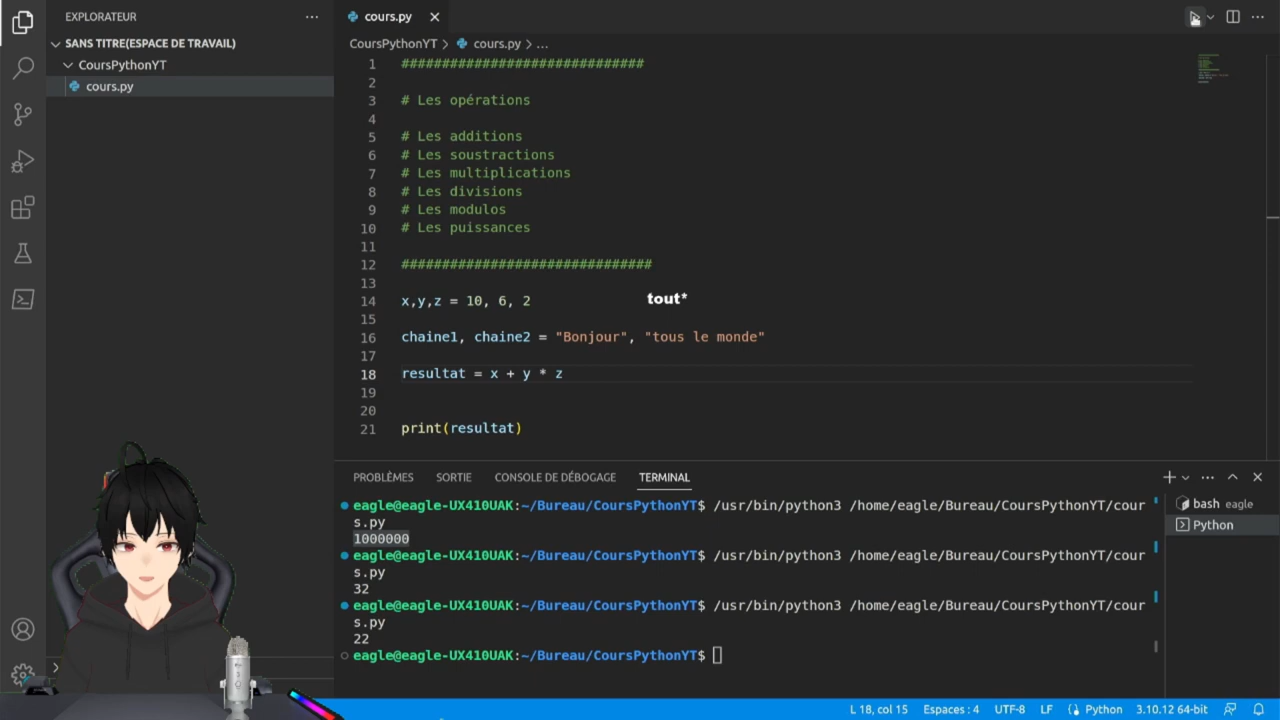 EXPLORATEUR
SANS TITRE(ESPACE DE TRAVAIL)
CoursPythonYT
cours.py
cours.py
CoursPythonYT > cours.py > ...
1 ##############################
2
3 # Les opérations
4
5 # Les additions
6 # Les soustractions
7 # Les multiplications
8 # Les divisions
9 # Les modulos
10 # Les puissances
11
12 ###############################
13
14 x,y,z = 10, 6, 2
tout*
15
16 chaine1, chaine2 = "Bonjour", "tous le monde"
17
18 resultat = x + y * z
19
20
21 print(resultat)
PROBLÈMES SORTIE CONSOLE DE DÉBOGAGE TERMINAL
eagle@eagle-UX410UAK:~/Bureau/CoursPythonYT$ /usr/bin/python3 /home/eagle/Bureau/CoursPythonYT/cour
s.py
1000000
eagle@eagle-UX410UAK:~/Bureau/CoursPythonYT$ /usr/bin/python3 /home/eagle/Bureau/CoursPythonYT/cour
s.py
32
eagle@eagle-UX410UAK:~/Bureau/CoursPythonYT$ /usr/bin/python3 /home/eagle/Bureau/CoursPythonYT/cour
s.py
22
eagle@eagle-UX410UAK:~/Bureau/CoursPythonYT$
bash eagle
Python
L 18, col 15 Espaces : 4 UTF-8 LF Python 3.10.12 64-bit